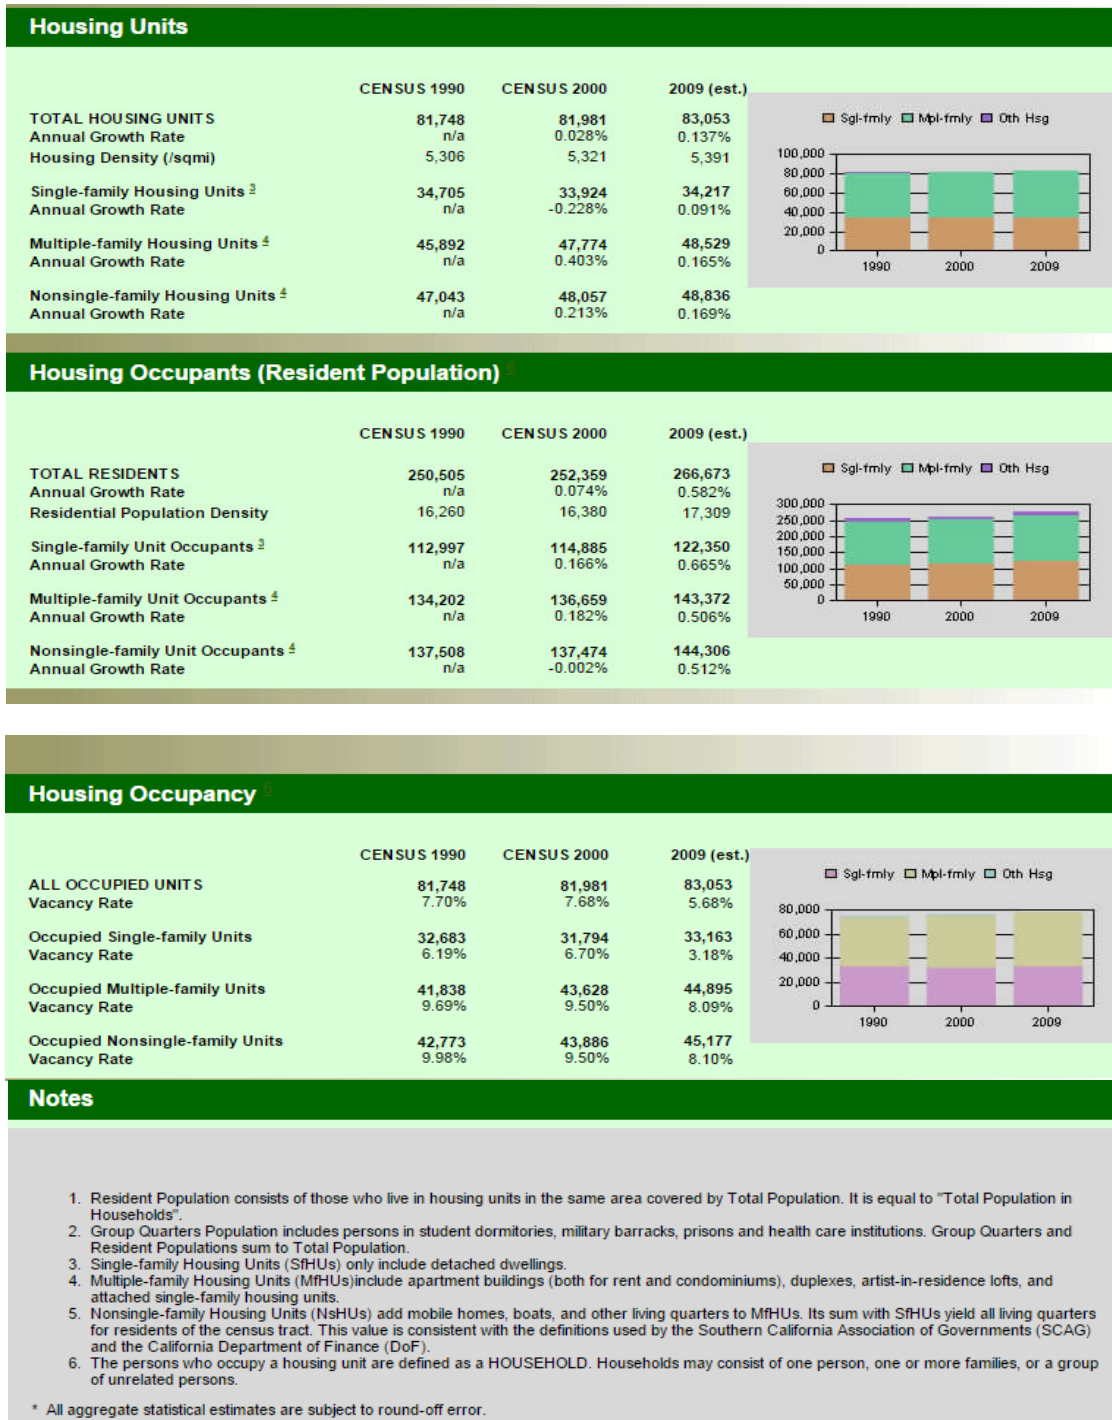 Housing Units
CENSUS 1990 CENSUS 2000 2009 (est.)
TOTAL HOUSING UNITS 81,748 81,981 83,053
Annual Growth Rate n/a 0.028% 0.137%
Housing Density (/sqmi) 5,306 5,321 5,391
Single-family Housing Units 3 34,705 33,924 34,217
Annual Growth Rate n/a -0.228% 0.091%
Multiple-family Housing Units 4 45,892 47,774 48,529
Annual Growth Rate n/a 0.403% 0.165%
Nonsingle-family Housing Units 4 47,043 48,057 48,836
Annual Growth Rate n/a 0.213% 0.169%
Sgl-fmly Mpl-fmly Oth Hsg
100,000
80,000
60,000
40,000
20,000
0
1990 2000 2009
Housing Occupants (Resident Population) 6
CENSUS 1990 CENSUS 2000 2009 (est.)
TOTAL RESIDENTS 250,505 252,359 266,673
Annual Growth Rate n/a 0.074% 0.582%
Residential Population Density 16,260 16,380 17,309
Single-family Unit Occupants 3 112,997 114,885 122,350
Annual Growth Rate n/a 0.166% 0.665%
Multiple-family Unit Occupants 4 134,202 136,659 143,372
Annual Growth Rate n/a 0.182% 0.506%
Nonsingle-family Unit Occupants 4 137,508 137,474 144,306
Annual Growth Rate n/a -0.002% 0.512%
Sgl-fmly Mpl-fmly Oth Hsg
300,000
250,000
200,000
150,000
100,000
50,000
0
1990 2000 2009
Housing Occupancy 6
CENSUS 1990 CENSUS 2000 2009 (est.)
ALL OCCUPIED UNITS 81,748 81,981 83,053
Vacancy Rate 7.70% 7.68% 5.68%
Occupied Single-family Units 32,683 31,794 33,163
Vacancy Rate 6.19% 6.70% 3.18%
Occupied Multiple-family Units 41,838 43,628 44,895
Vacancy Rate 9.69% 9.50% 8.09%
Occupied Nonsingle-family Units 42,773 43,886 45,177
Vacancy Rate 9.98% 9.50% 8.10%
Sgl-fmly Mpl-fmly Oth Hsg
80,000
60,000
40,000
20,000
0
1990 2000 2009
Notes
1. Resident Population consists of those who live in housing units in the same area covered by Total Population. It is equal to "Total Population in
Households".
2. Group Quarters Population includes persons in student dormitories, military barracks, prisons and health care institutions. Group Quarters and
Resident Populations sum to Total Population.
3. Single-family Housing Units (SfHUs) only include detached dwellings.
4. Multiple-family Housing Units (MfHUs)include apartment buildings (both for rent and condominiums), duplexes, artist-in-residence lofts, and
attached single-family housing units.
5. Nonsingle-family Housing Units (NsHUs) add mobile homes, boats, and other living quarters to MfHUs. Its sum with SfHUs yield all living quarters
for residents of the census tract. This value is consistent with the definitions used by the Southern California Association of Governments (SCAG)
and the California Department of Finance (DoF).
6. The persons who occupy a housing unit are defined as a HOUSEHOLD. Households may consist of one person, one or more families, or a group
of unrelated persons.
* All aggregate statistical estimates are subject to round-off error.